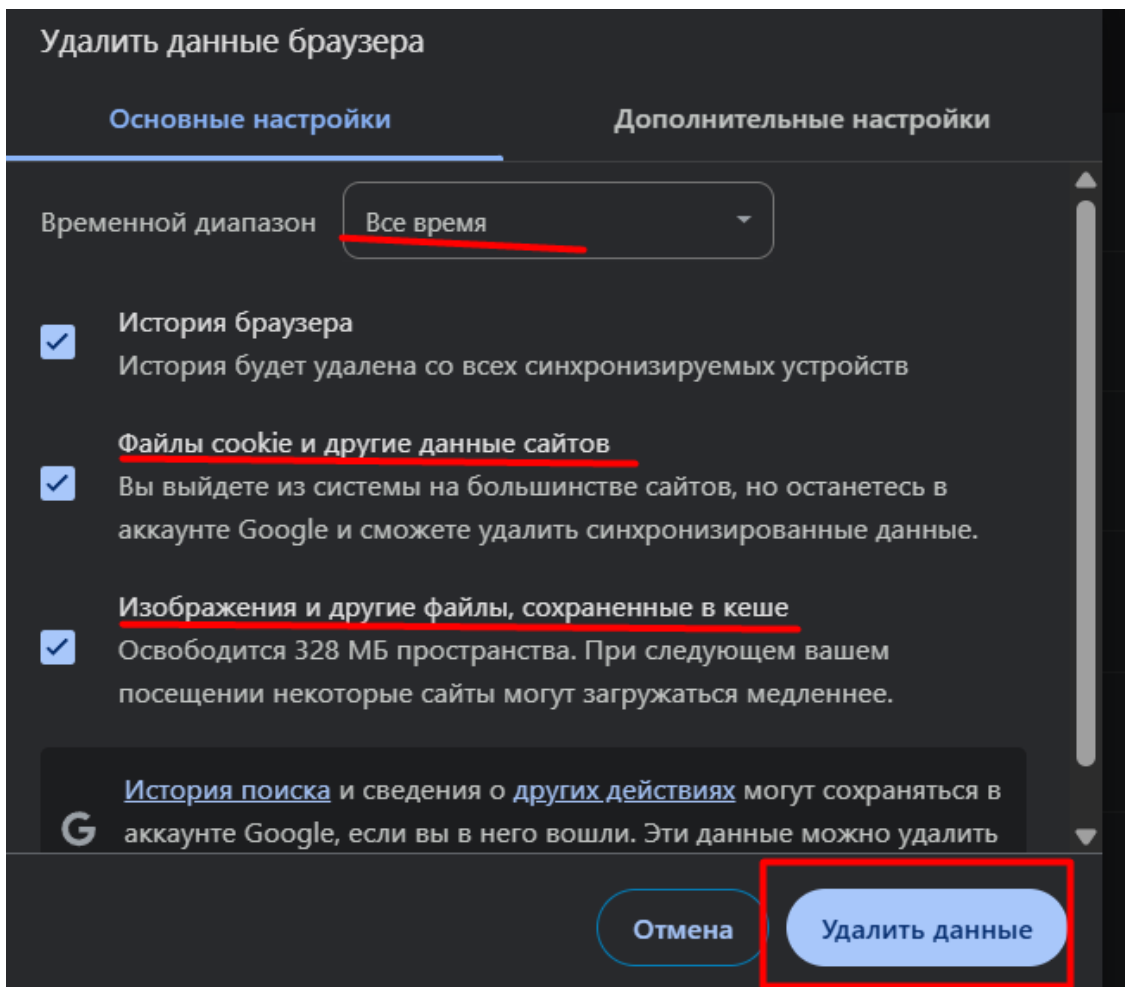 Удалить данные браузера
Основные настройки
Дополнительные настройки
Временной диапазон
Все время
История браузера
История будет удалена со всех синхронизируемых устройств
Файлы cookie и другие данные сайтов
Вы выйдете из системы на большинстве сайтов, но останетесь в
аккаунте Google и сможете удалить синхронизированные данные.
Изображения и другие файлы, сохраненные в кеше
Освободится 328 МБ пространства. При следующем вашем
посещении некоторые сайты могут загружаться медленнее.
История поиска и сведения о других действиях могут сохраняться в
G аккаунте Google, если вы в него вошли. Эти данные можно удалить
Отмена
Удалить данные